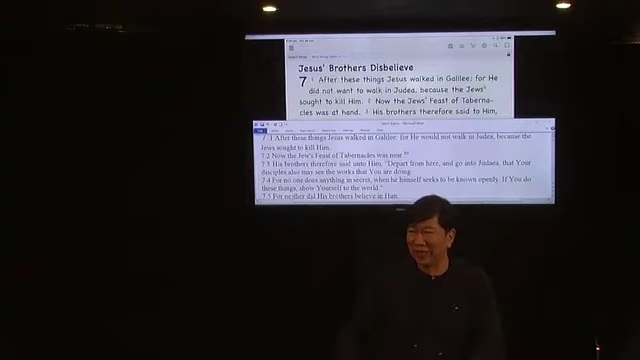 Jesus' Brothers Disbelieve
7 1 After these things Jesus walked in Galilee; for He
did not want to walk in Judea, because the Jews
sought to kill Him. 2 Now the Jews' Feast of Taberna-
cles was at hand. 3 His brothers therefore said to Him,
7.1 After these things Jesus walked in Galilee: for He would not walk in Judea, because the
Jews sought to kill Him.
7.2 Now the Jew's Feast of Tabernacles was near.
7.3 His brothers therefore said unto Him, "Depart from here, and go into Judaea, that Your
disciples also may see the works that You are doing.
7.4 For no one does anything in secret, when he himself seeks to be known openly. If You do
these things, show Yourself to the world."
7.5 For neither did His brothers believe in Him.